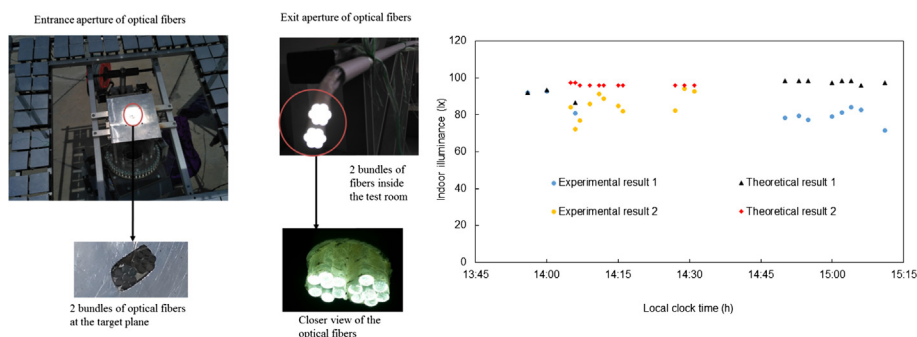 Entrance aperture of optical fibers
Exit aperture of optical fibers
2 bundles of
fibers inside
the test room
2 bundles of optical fibers
at the target plane
Closer view of the
optical fibers
120
100
80
60
40
20
0
Indoor illuminance (lx)
Experimental result 1
Theoretical result 1
Experimental result 2
Theoretical result 2
13:45
14:00
14:15
14:30
14:45
15:00
15:15
Local clock time (h)